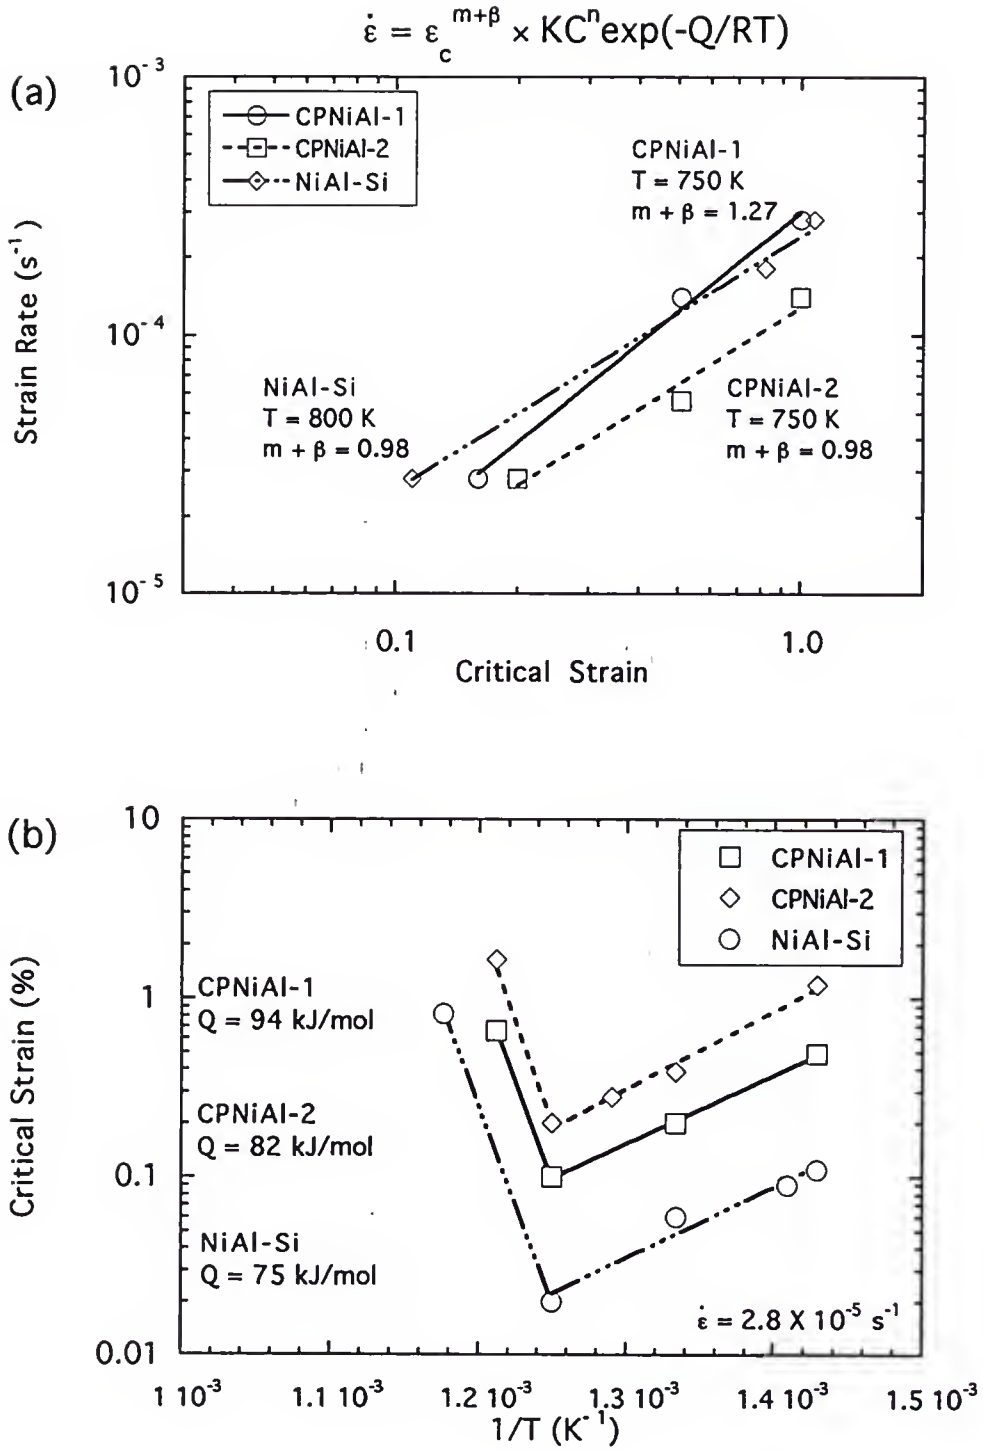 ε̇ = ε_c^{m+β} × KC^n exp(-Q/RT)
(a)
10^-3
CPNiAl-1
CPNiAl-2
NiAl-Si
CPNiAl-1
T = 750 K
m + β = 1.27
Strain Rate (s^-1)
10^-4
NiAl-Si
T = 800 K
m + β = 0.98
CPNiAl-2
T = 750 K
m + β = 0.98
10^-5
0.1 1.0
Critical Strain
(b)
10
CPNiAl-1
CPNiAl-2
NiAl-Si
Critical Strain (%)
1
CPNiAl-1
Q = 94 kJ/mol
CPNiAl-2
Q = 82 kJ/mol
0.1
NiAl-Si
Q = 75 kJ/mol
ε̇ = 2.8 X 10^-5 s^-1
0.01
1 10^-3 1.1 10^-3 1.2 10^-3 1.3 10^-3 1.4 10^-3 1.5 10^-3
1/T (K^-1)